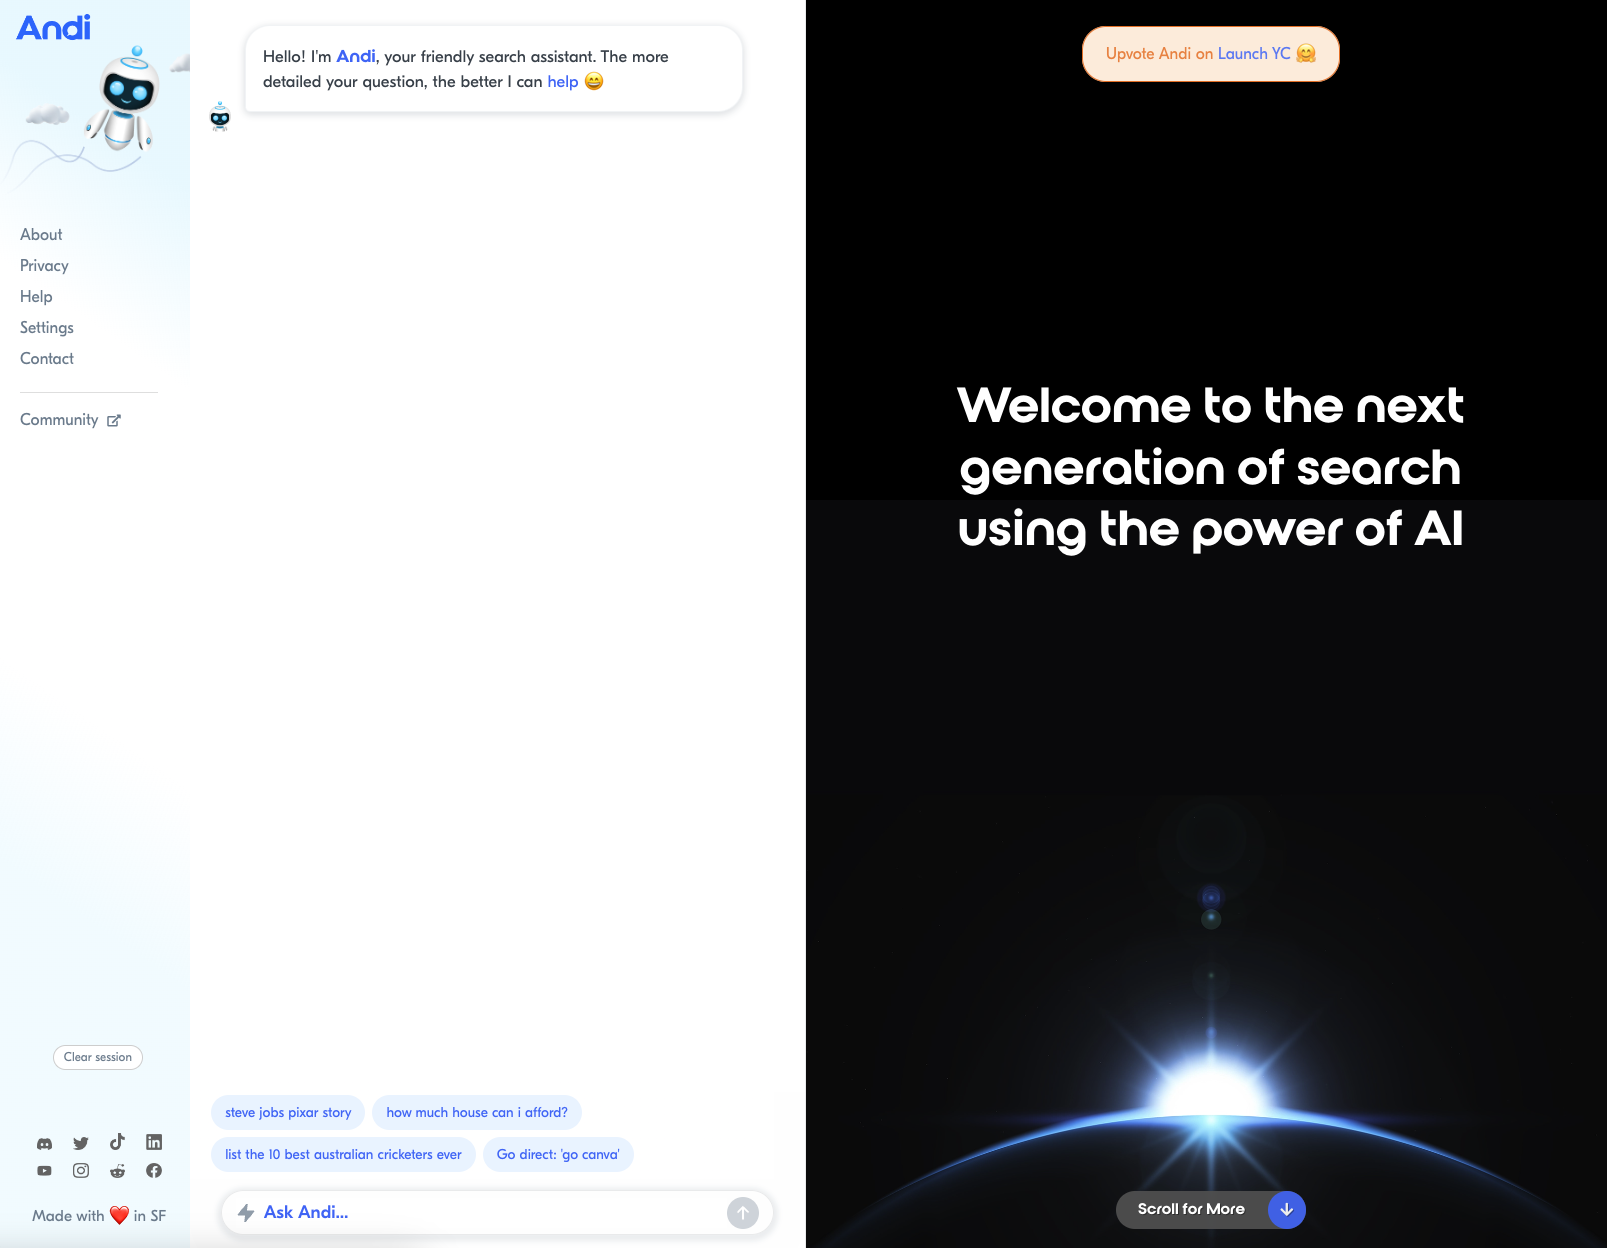 Andi
About
Privacy
Help
Settings
Contact
Community
Clear session
Made with ❤️ in SF
Hello! I'm Andi, your friendly search assistant. The more
detailed your question, the better I can help 😄
steve jobs pixar story
how much house can i afford?
list the 10 best australian cricketers ever
Go direct: 'go canva'
Ask Andi...
Upvote Andi on Launch YC 🤗
Welcome to the next
generation of search
using the power of AI
Scroll for More